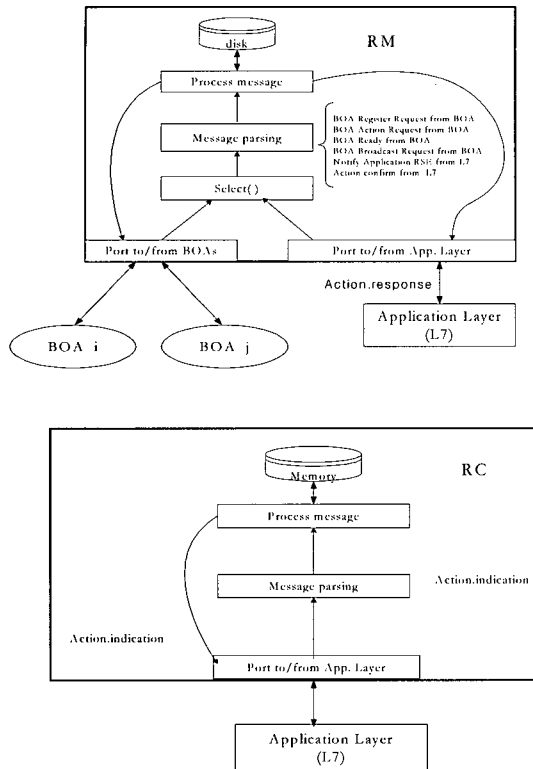 RM
disk
Process message
Message parsing
BOA Register Request from BOA
BOA Action Request from BOA
BOA Ready from BOA
BOA Broadcast Request from BOA
Notify Application RSE from L7
Action confirm from L7
Select()
Port to/from BOAs
Port to/from App. Layer
Action.response
BOA i
BOA j
Application Layer
(L7)
RC
Memory
Process message
Message parsing
Action.indication
Action.indication
Port to/from App. Layer
Application Layer
(L7)